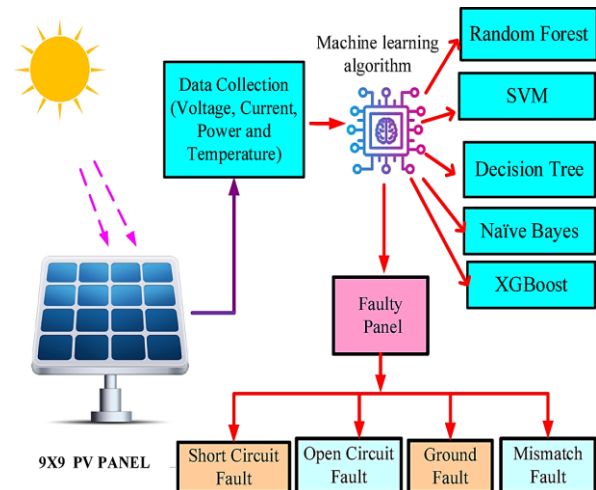 Data Collection
(Voltage, Current,
Power and
Temperature)
Machine learning
algorithm
Random Forest
SVM
Decision Tree
Naïve Bayes
XGBoost
Faulty
Panel
9X9 PV PANEL
Short Circuit
Fault
Open Circuit
Fault
Ground
Fault
Mismatch
Fault